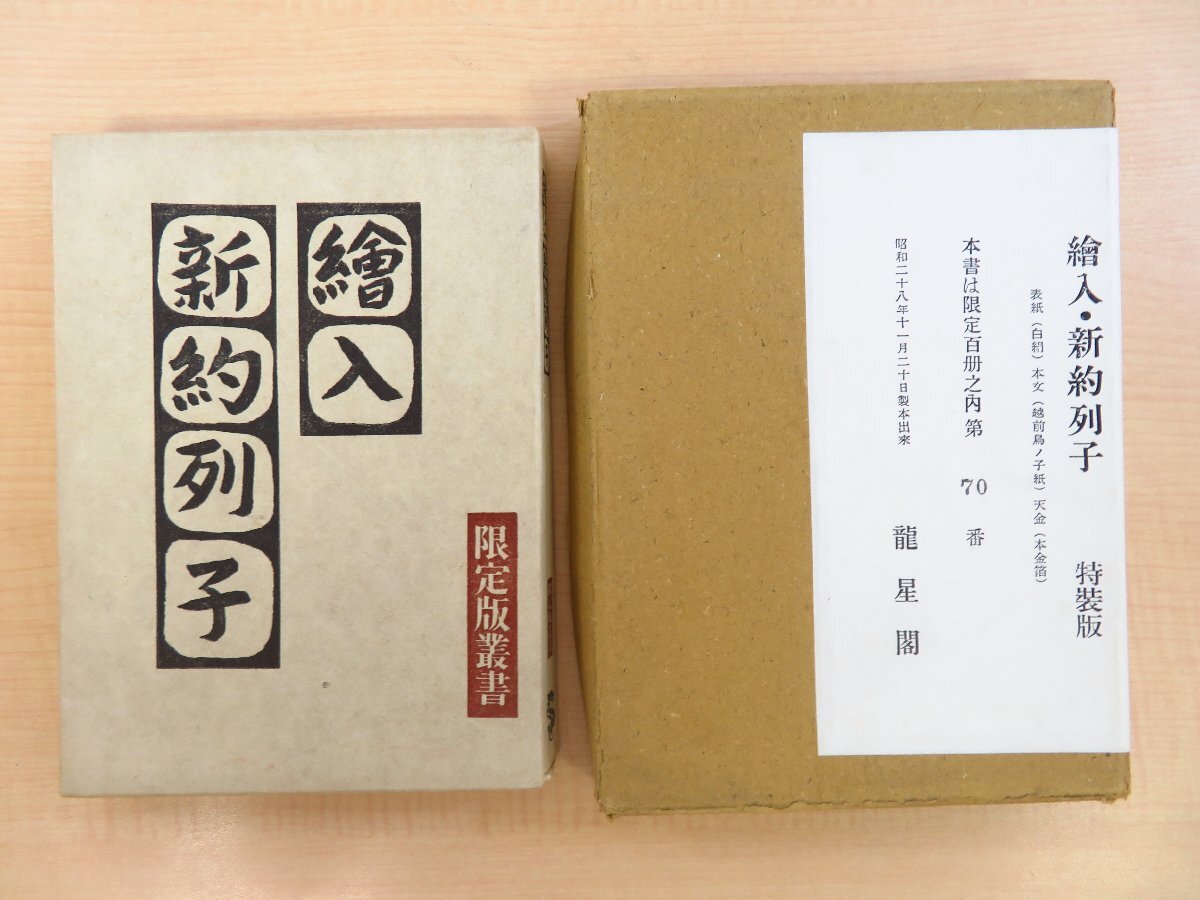 繪入
新約列子
限定版叢書
繪入・新約列子　特裝版
表紙（白絹）本文（越前鳥ノ子紙）天金（本金箔）
本書は限定百册之內第 70 番
昭和二十八年十一月二十日製本出來　龍星閣